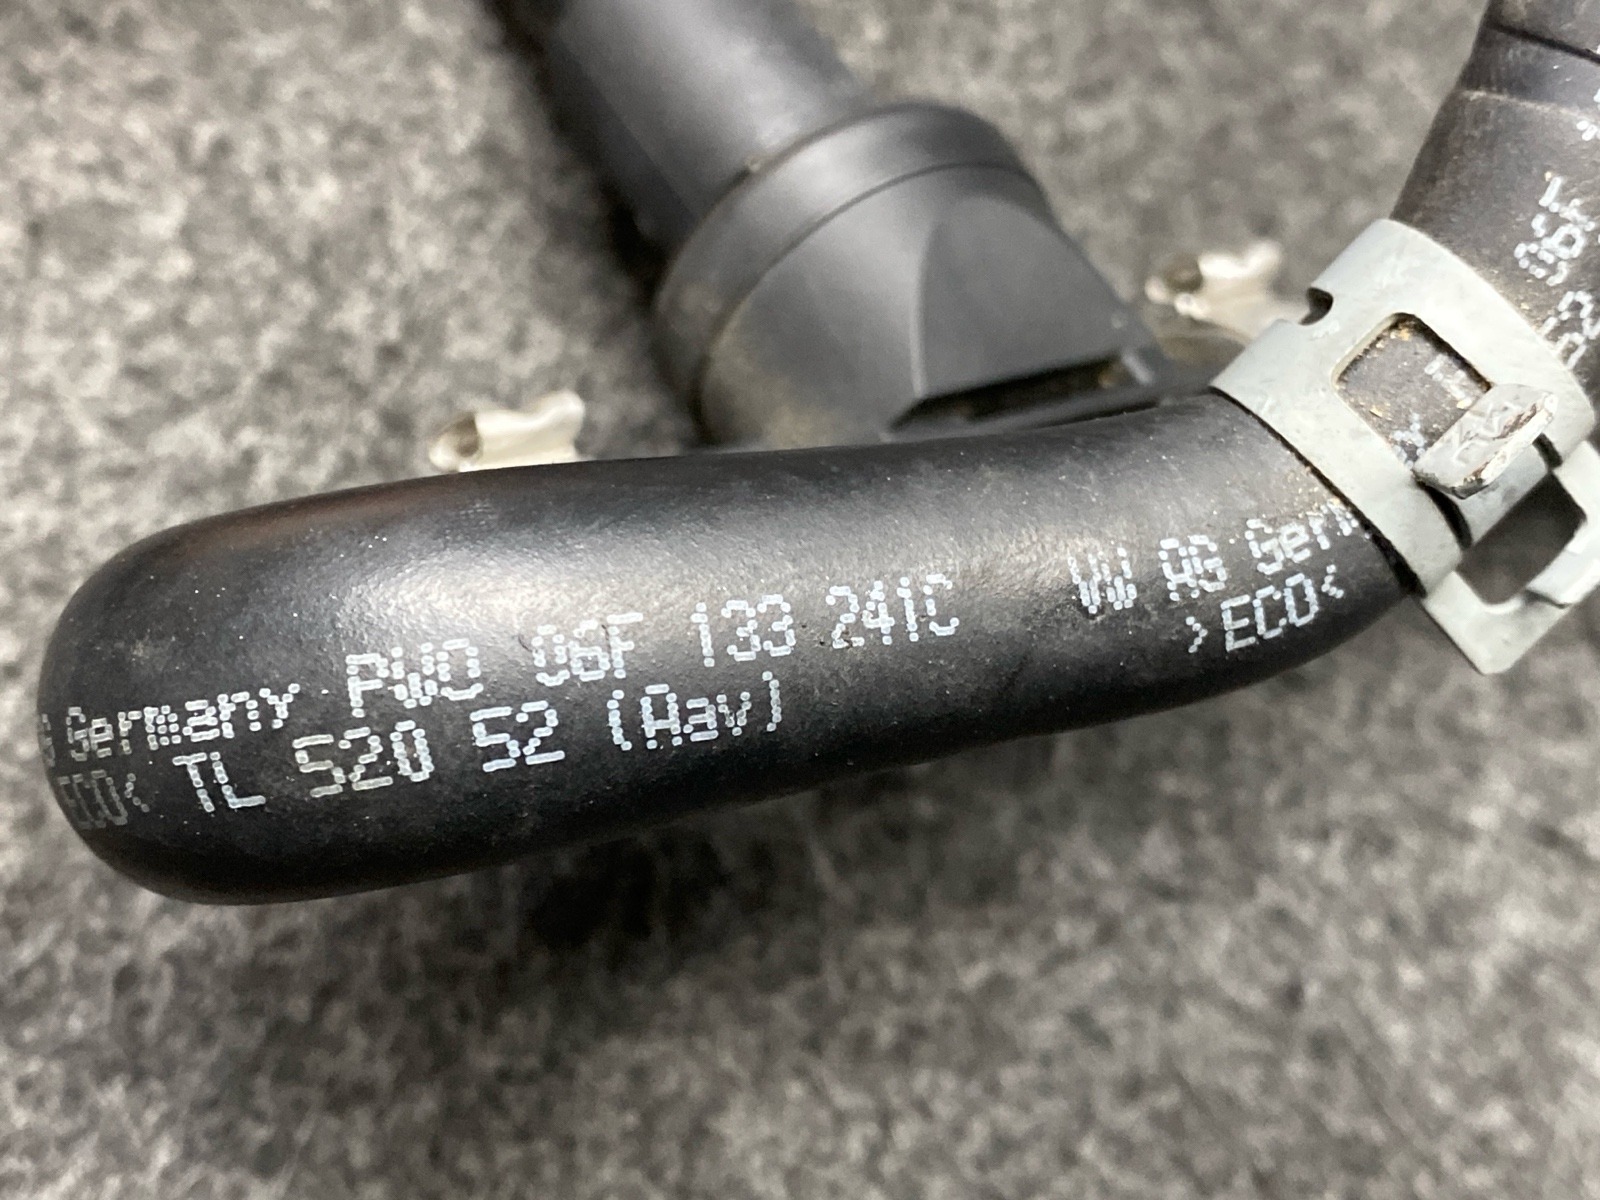 G Germany PWO 06F 133 241C VW AG Germ
ECO< TL 520 52 (Aav) >ECO<